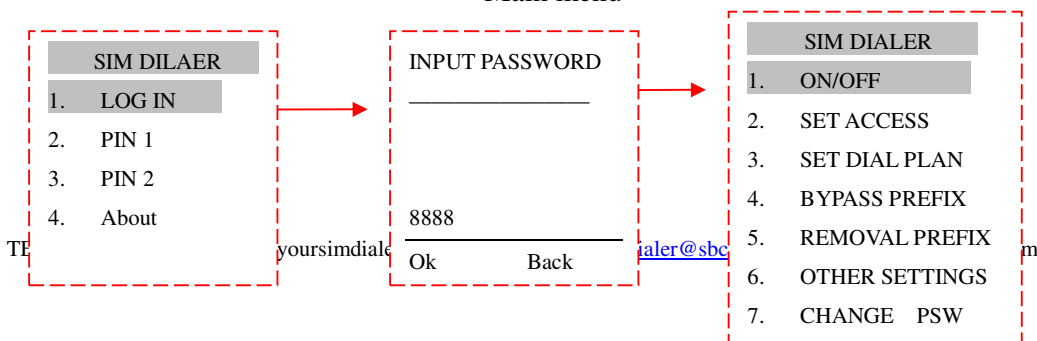 SIM DILAER
1. LOG IN
2. PIN 1
3. PIN 2
4. About
INPUT PASSWORD
8888
Ok Back
SIM DIALER
1. ON/OFF
2. SET ACCESS
3. SET DIAL PLAN
4. BYPASS PREFIX
5. REMOVAL PREFIX
6. OTHER SETTINGS
7. CHANGE PSW